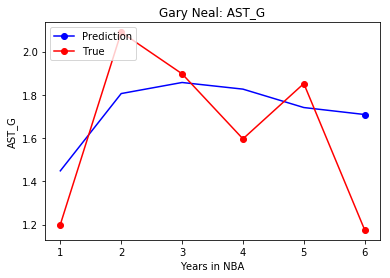 Gary Neal: AST_G
Prediction
True
2.0
1.8
1.6
1.4
1.2
AST_G
1 2 3 4 5 6
Years in NBA